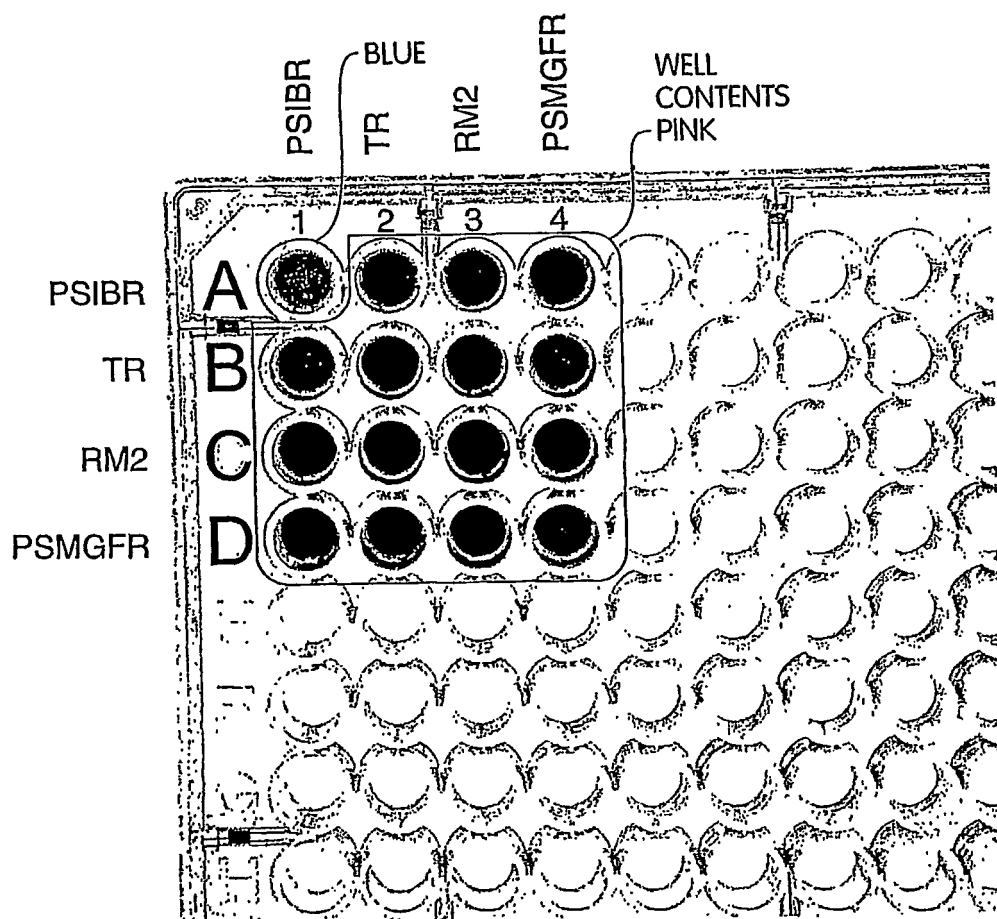 BLUE
WELL
CONTENTS
PINK
PSIBR
TR
RM2
PSMGFR
1 2 3 4
PSIBR A
TR B
RM2 C
PSMGFR D